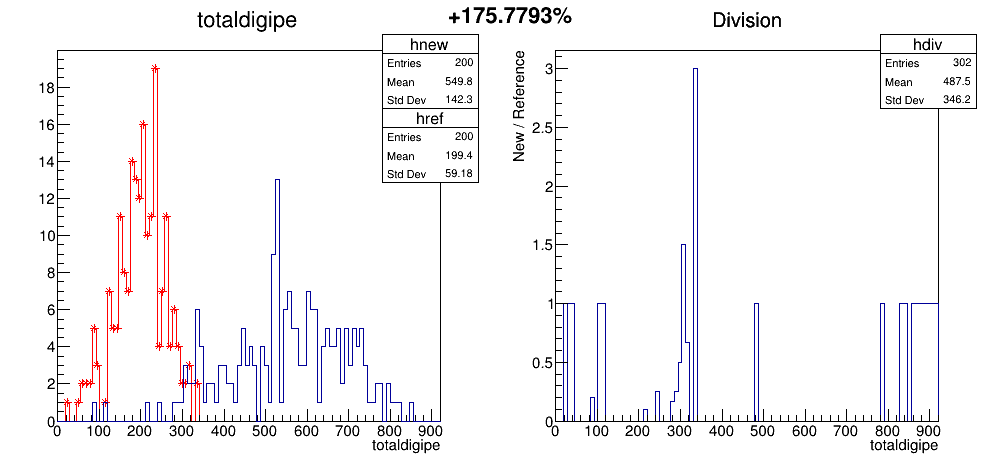 +175.7793%
totaldigipe
hnew
Entries 200
Mean 549.8
Std Dev 142.3
href
Entries 200
Mean 199.4
Std Dev 59.18
18
16
14
12
10
8
6
4
2
0
0 100 200 300 400 500 600 700 800 900
totaldigipe
Division
hdiv
Entries 302
Mean 487.5
Std Dev 346.2
New / Reference
3
2.5
2
1.5
1
0.5
0
0 100 200 300 400 500 600 700 800 900
totaldigipe